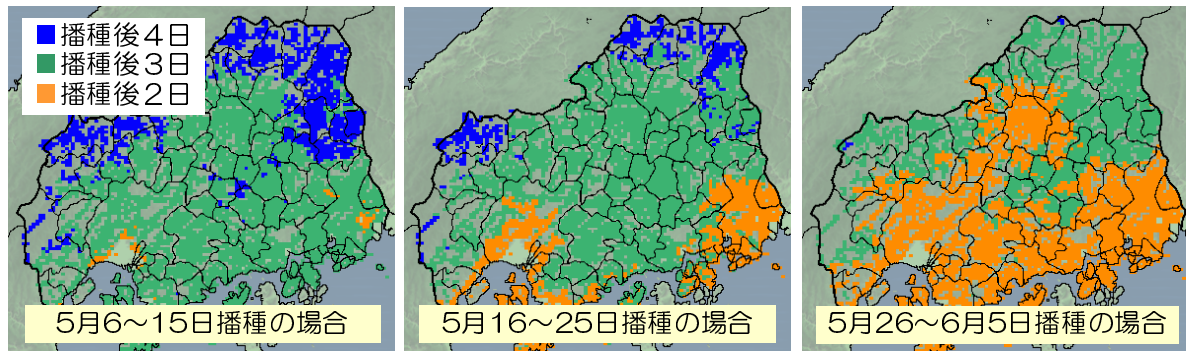 播種後４日
播種後３日
播種後２日
５月６～１５日播種の場合
５月１６～２５日播種の場合
５月２６～６月５日播種の場合